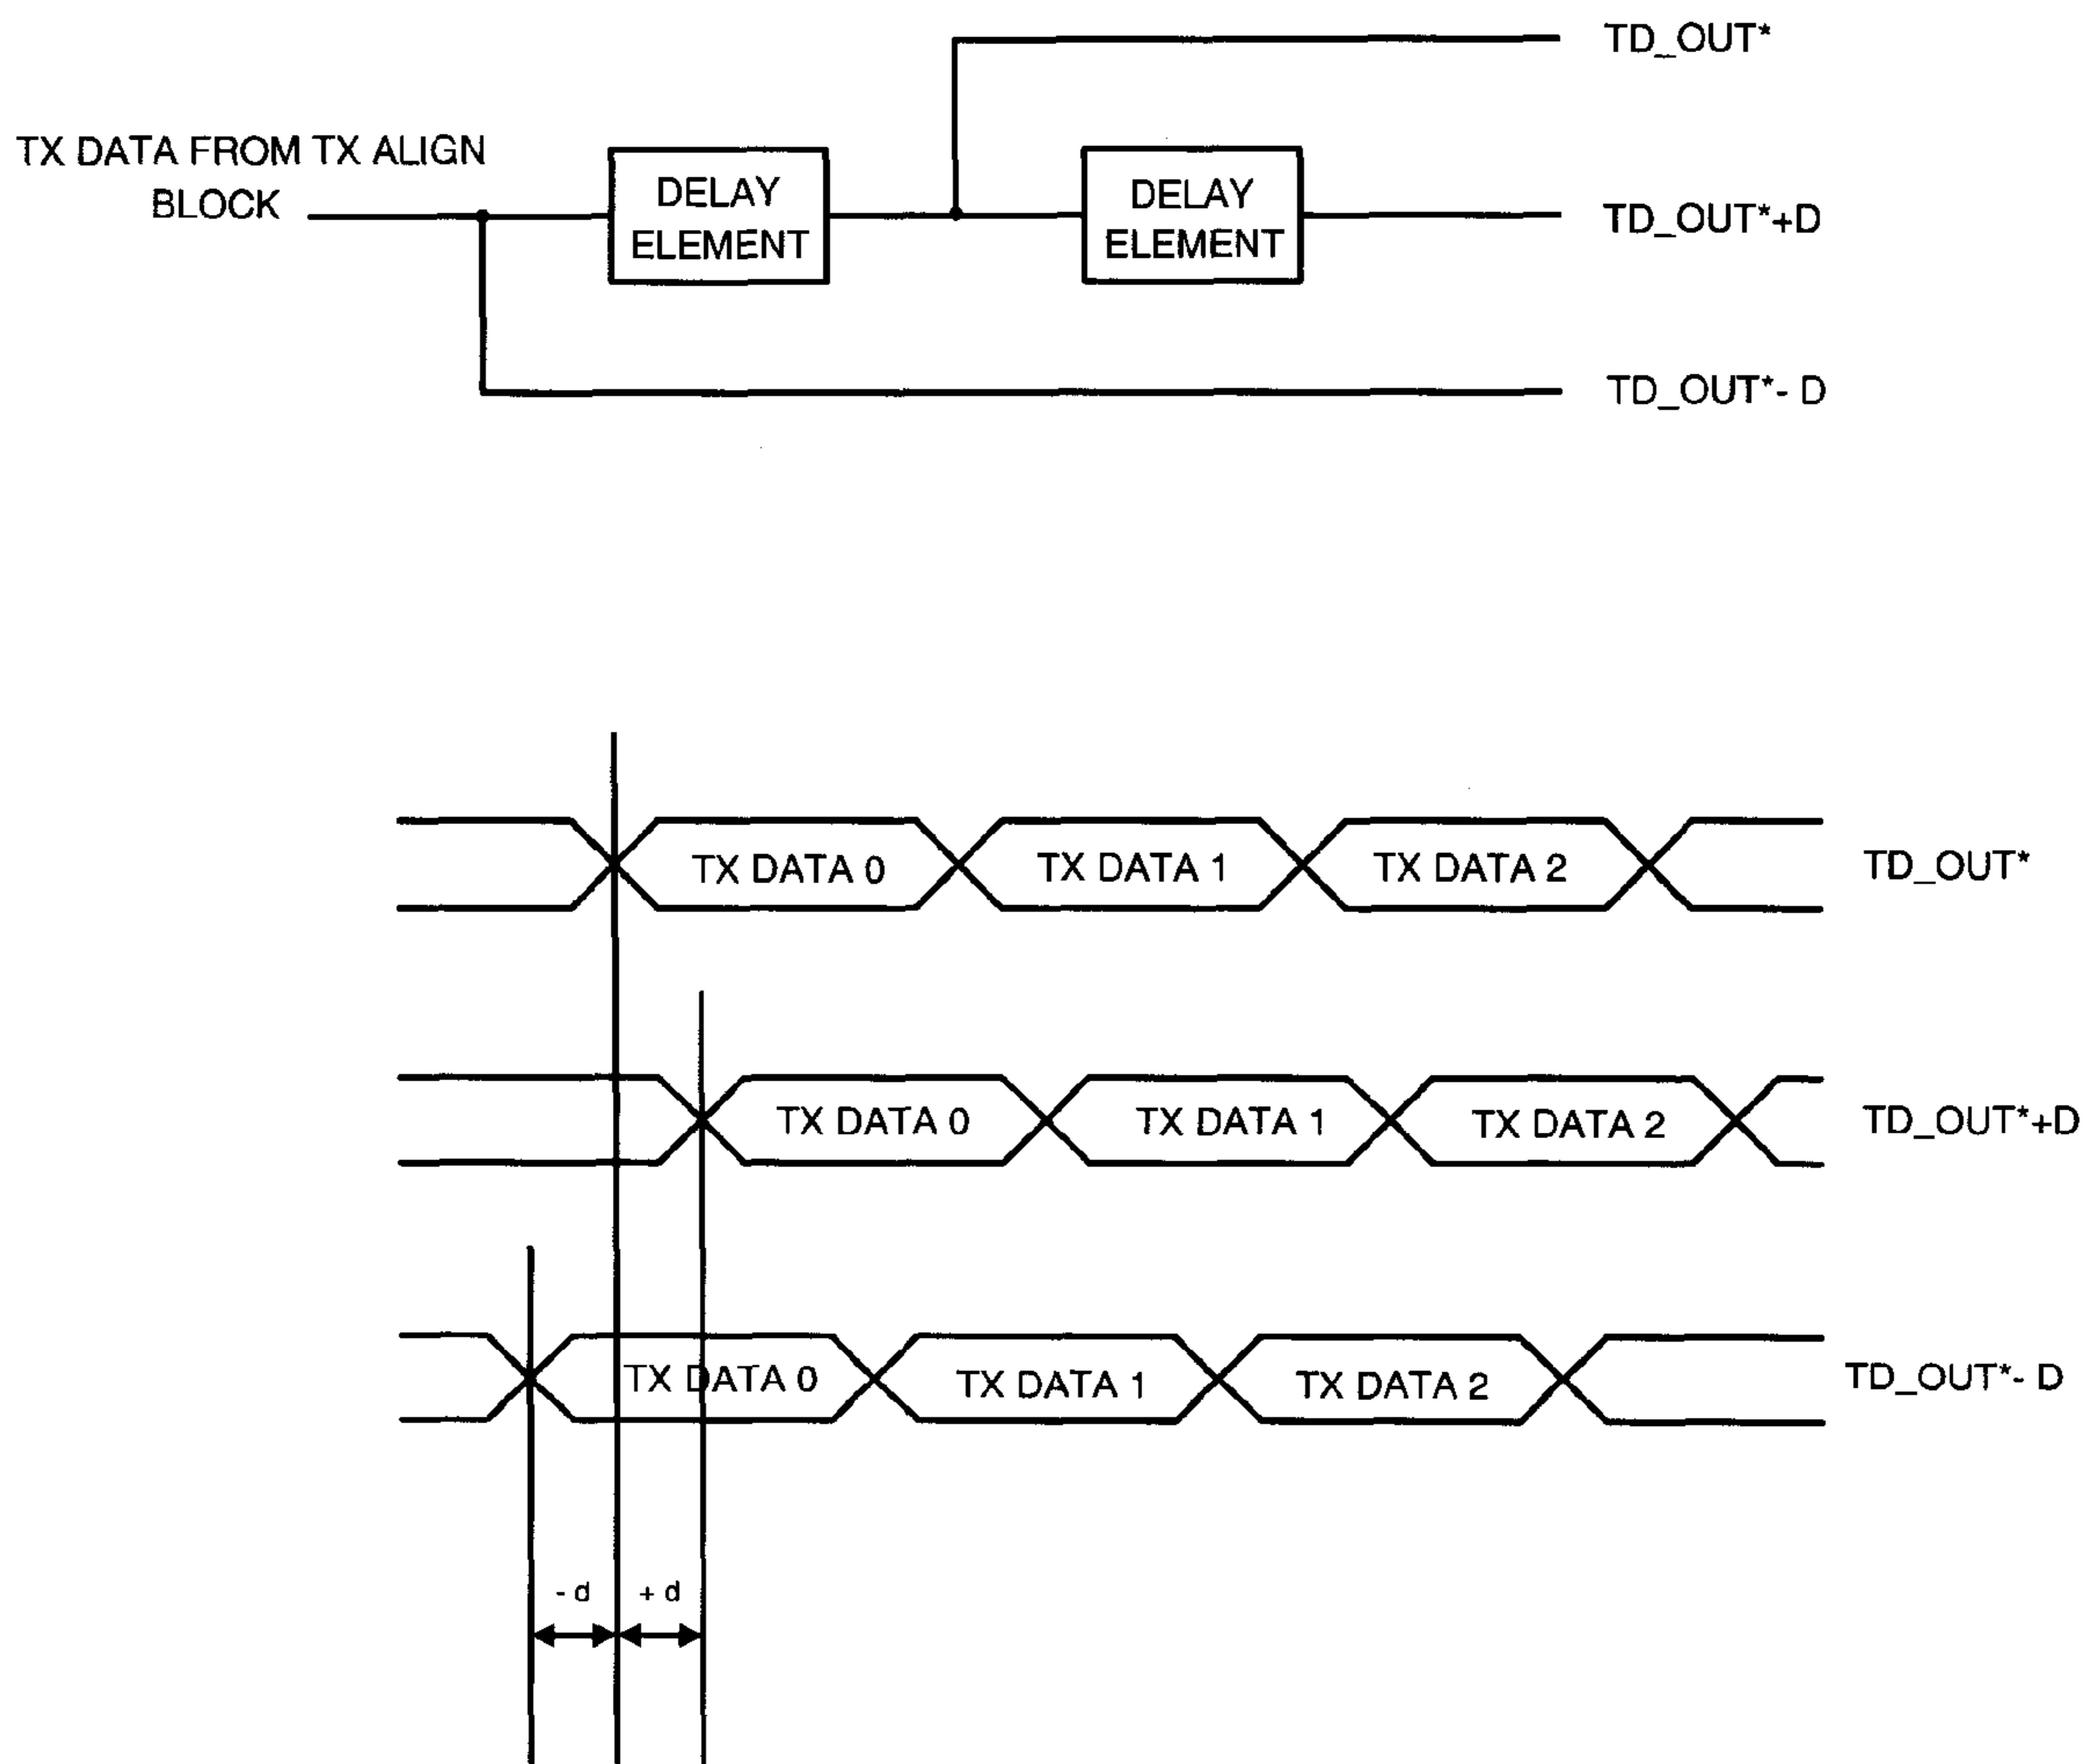 TD_OUT*
TX DATA FROM TX ALIGN
BLOCK
DELAY
ELEMENT
DELAY
ELEMENT
TD_OUT*+D
TD_OUT*- D
TX DATA 0
TX DATA 1
TX DATA 2
TD_OUT*
TX DATA 0
TX DATA 1
TX DATA 2
TD_OUT*+D
TX DATA 0
TX DATA 1
TX DATA 2
TD_OUT*- D
- d
+ d